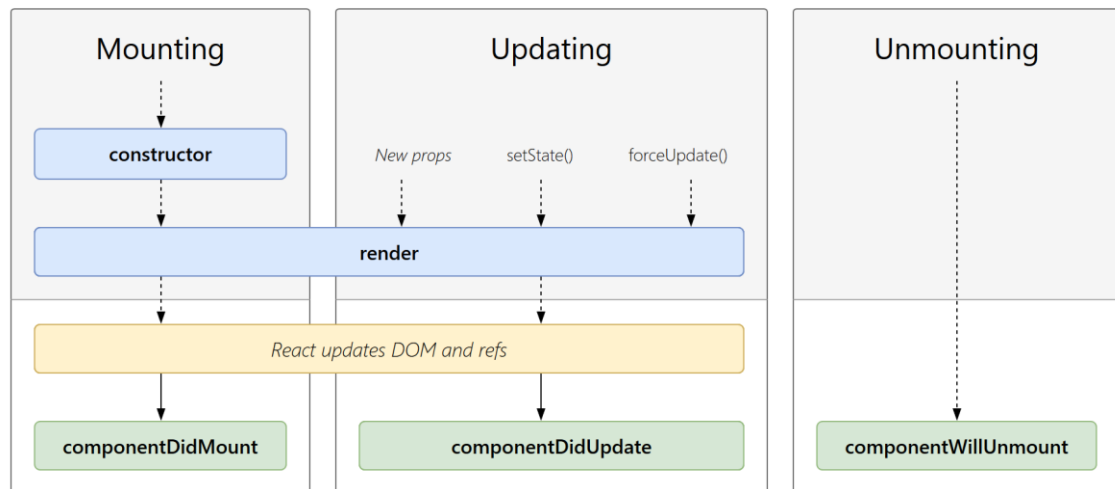 Mounting
Updating
Unmounting
constructor
New props
setState()
forceUpdate()
render
React updates DOM and refs
componentDidMount
componentDidUpdate
componentWillUnmount